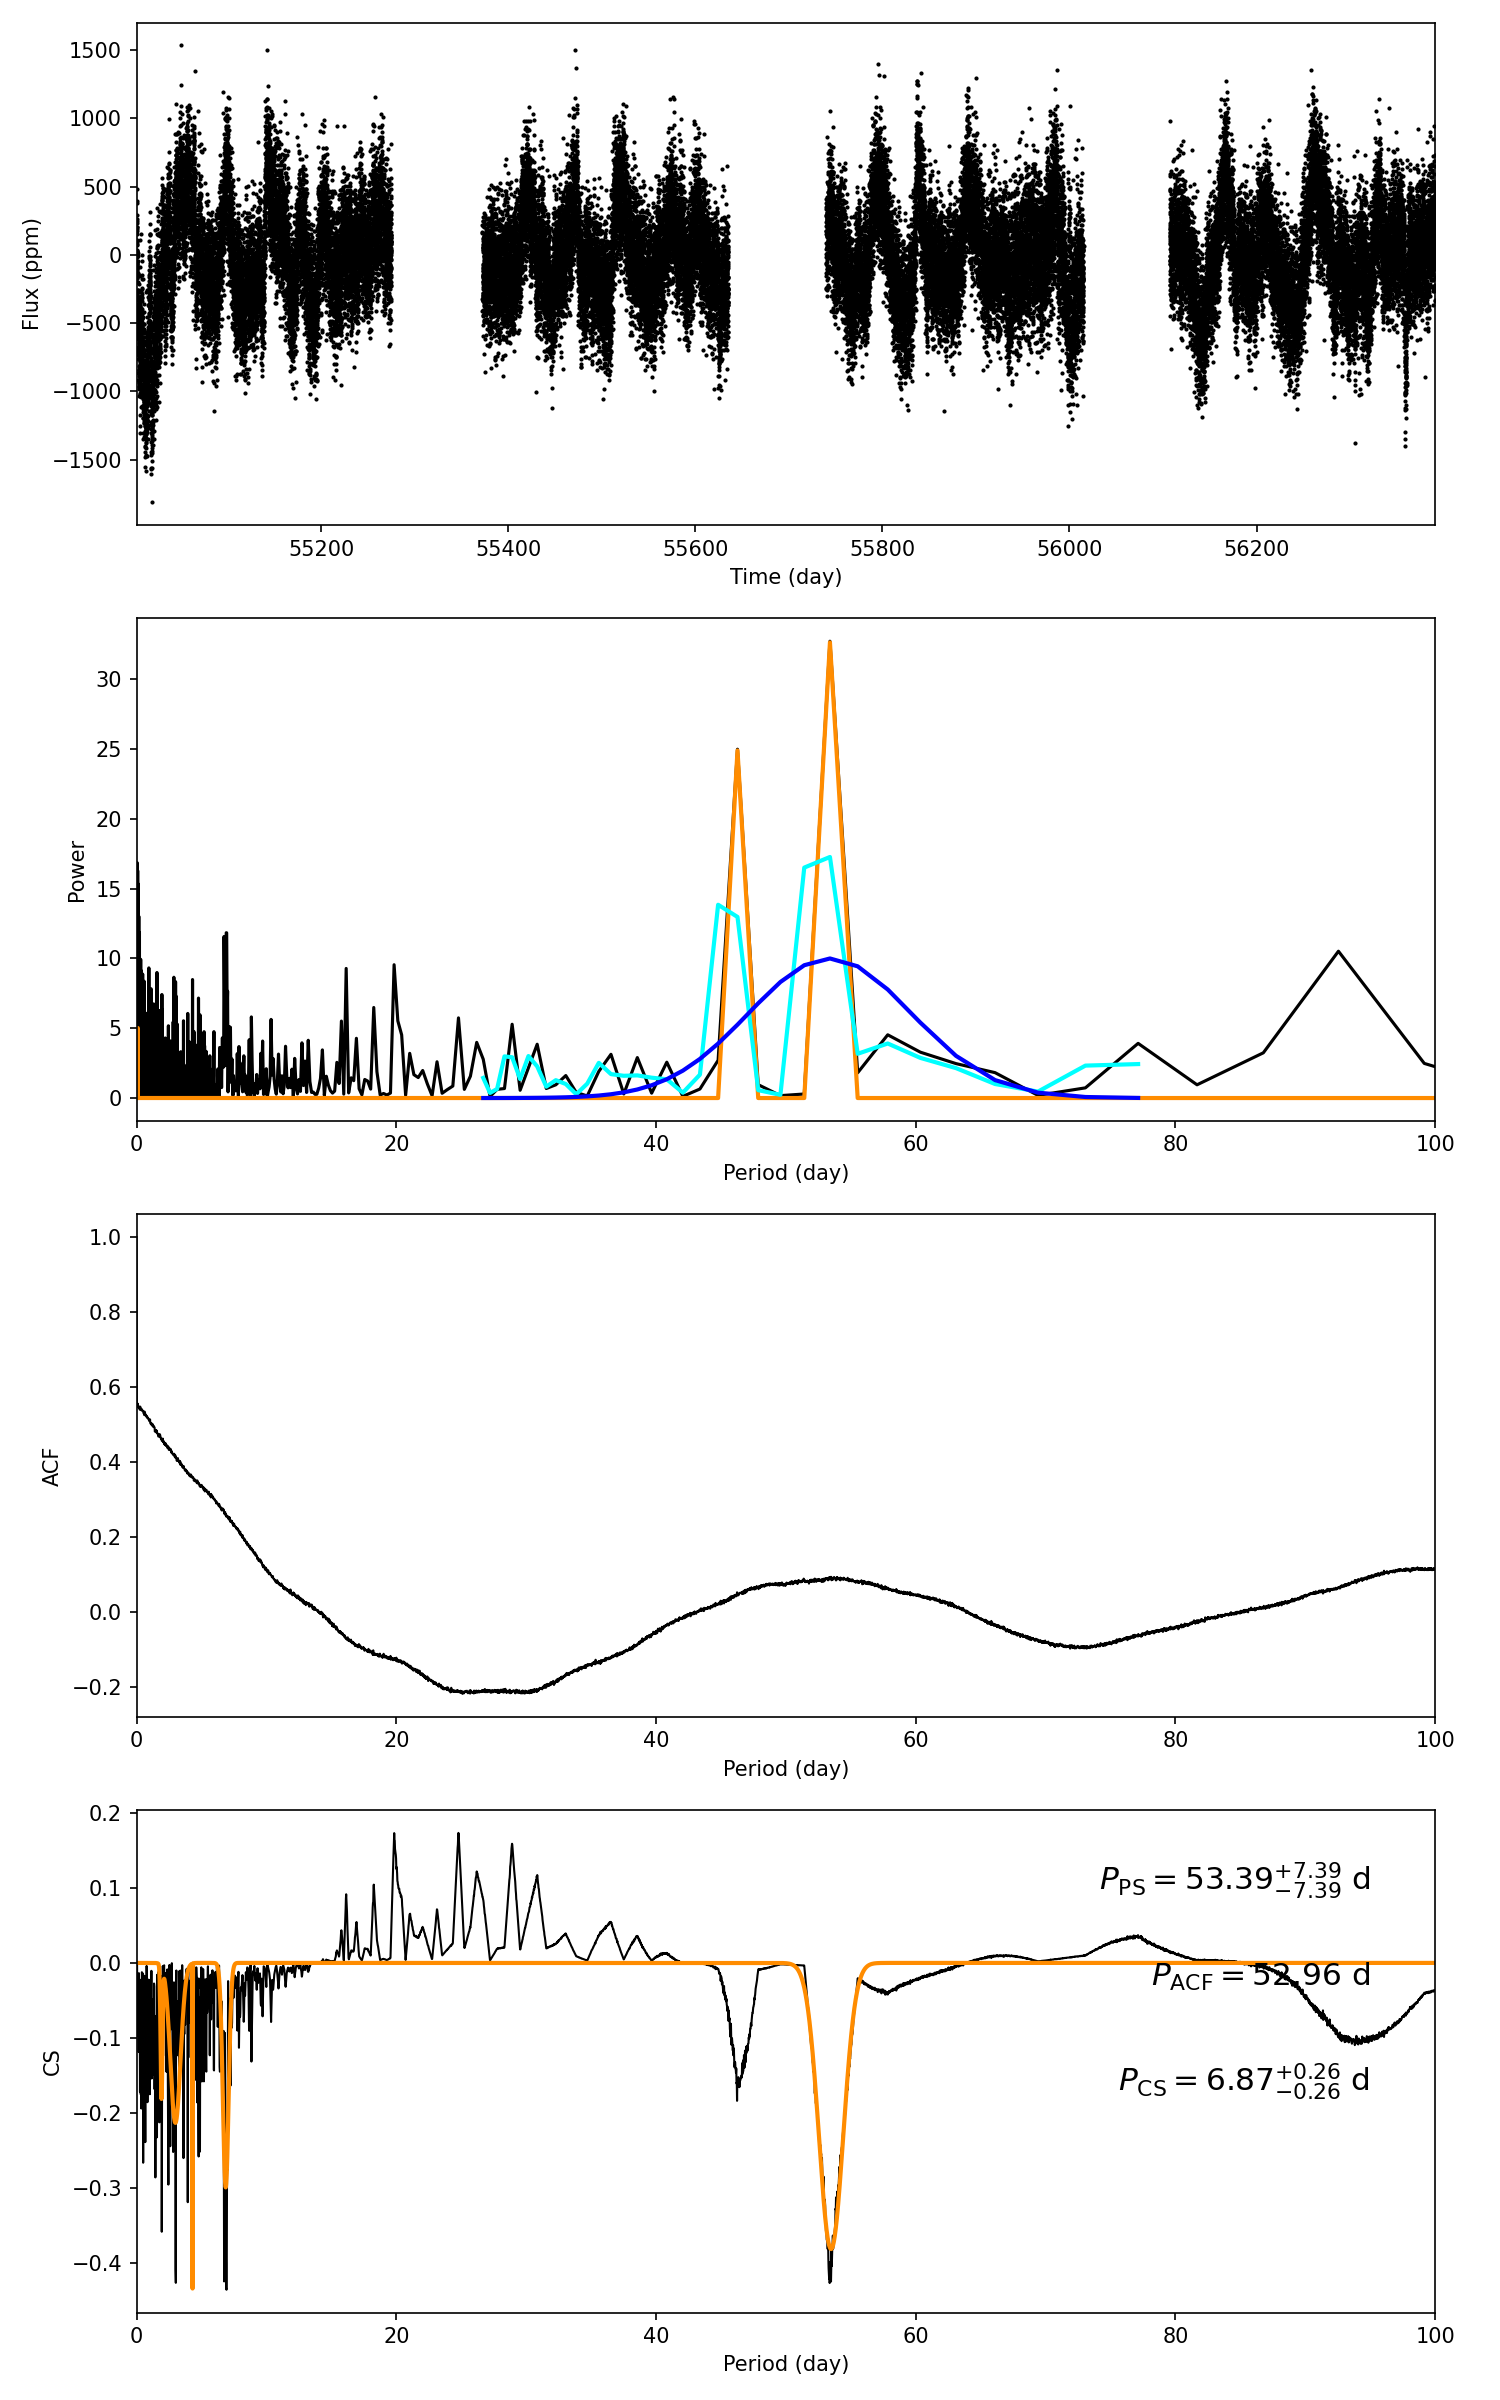 1500
1000
500
0
−500
−1000
−1500
Flux (ppm)
55200 55400 55600 55800 56000 56200
Time (day)
30
25
20
15
10
5
0
Power
0 20 40 60 80 100
Period (day)
1.0
0.8
0.6
0.4
0.2
0.0
−0.2
ACF
0 20 40 60 80 100
Period (day)
0.2
0.1
0.0
−0.1
−0.2
−0.3
−0.4
CS
P_PS = 53.39 +7.39 −7.39 d
P_ACF = 52.96 d
P_CS = 6.87 +0.26 −0.26 d
0 20 40 60 80 100
Period (day)